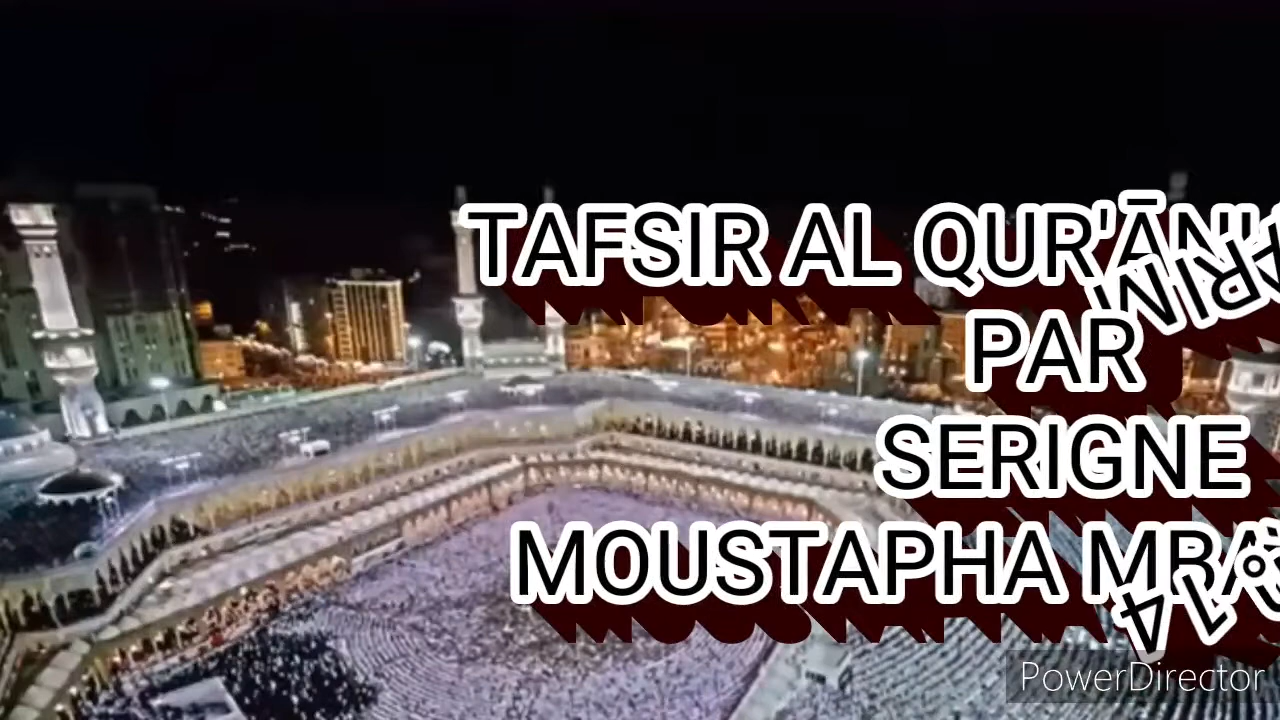 TAFSIR AL QUR'ĀN
PAR
SERIGNE
MOUSTAPHA
PowerDirector